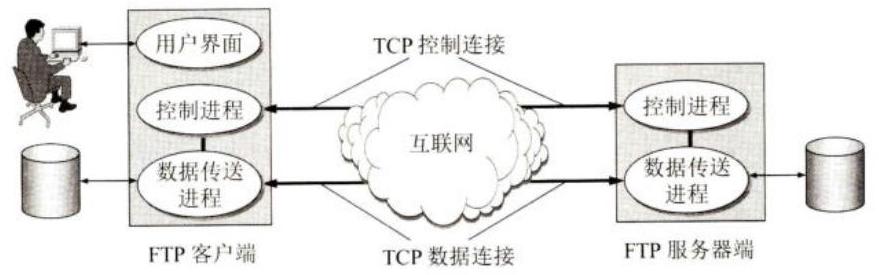 用户界面
TCP 控制连接
控制进程
互联网
控制进程
数据传送
进程
数据传送
进程
FTP 客户端
TCP 数据连接
FTP 服务器端